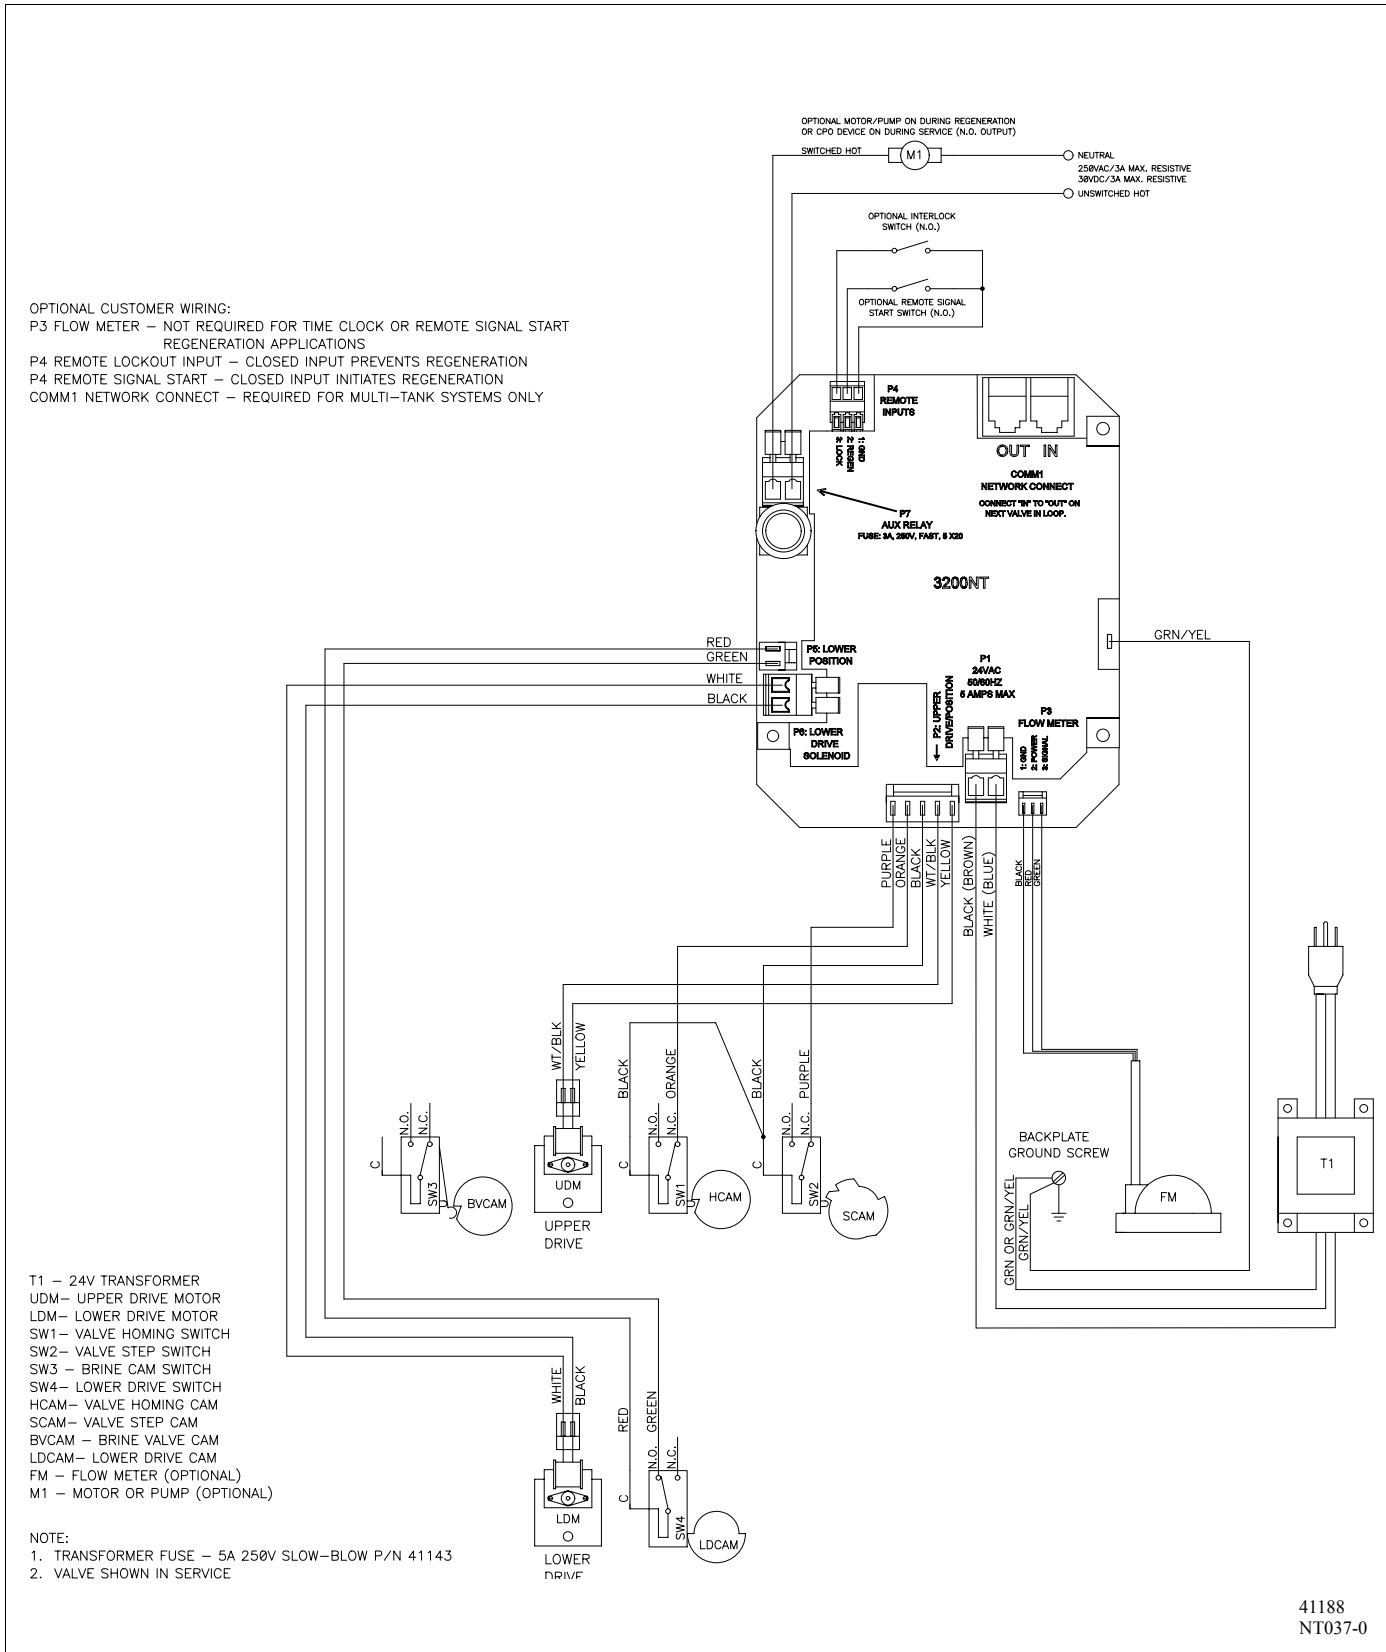 OPTIONAL MOTOR/PUMP ON DURING REGENERATION
OR CPO DEVICE ON DURING SERVICE (N.O. OUTPUT)
SWITCHED HOT
M1
NEUTRAL
250VAC/3A MAX. RESISTIVE
30VDC/3A MAX. RESISTIVE
UNSWITCHED HOT
OPTIONAL INTERLOCK
SWITCH (N.O.)
OPTIONAL REMOTE SIGNAL
START SWITCH (N.O.)
OPTIONAL CUSTOMER WIRING:
P3 FLOW METER – NOT REQUIRED FOR TIME CLOCK OR REMOTE SIGNAL START
REGENERATION APPLICATIONS
P4 REMOTE LOCKOUT INPUT – CLOSED INPUT PREVENTS REGENERATION
P4 REMOTE SIGNAL START – CLOSED INPUT INITIATES REGENERATION
COMM1 NETWORK CONNECT – REQUIRED FOR MULTI–TANK SYSTEMS ONLY
P4
REMOTE
INPUTS
1: GND
2: REGEN
3: LOCK
OUT IN
COMM1
NETWORK CONNECT
CONNECT "IN" TO "OUT" ON
NEXT VALVE IN LOOP.
P7
AUX RELAY
FUSE: 3A, 250V, FAST, 5 X20
3200NT
RED
GREEN
WHITE
BLACK
P5: LOWER
POSITION
P6: LOWER
DRIVE
SOLENOID
P2: UPPER
DRIVE/POSITION
P1
24VAC
50/60HZ
5 AMPS MAX
P3
FLOW METER
1: GND
2: POWER
3: SIGNAL
GRN/YEL
PURPLE
ORANGE
BLACK
WT/BLK
YELLOW
BLACK (BROWN)
WHITE (BLUE)
BLACK
RED
GREEN
WT/BLK
YELLOW
BLACK
ORANGE
BLACK
PURPLE
N.O.
N.C.
C
SW3
BVCAM
UDM
UPPER
DRIVE
N.O.
N.C.
C
SW1
HCAM
N.O.
N.C.
C
SW2
SCAM
BACKPLATE
GROUND SCREW
GRN OR GRN/YEL
GRN/YEL
FM
T1
T1 – 24V TRANSFORMER
UDM– UPPER DRIVE MOTOR
LDM– LOWER DRIVE MOTOR
SW1– VALVE HOMING SWITCH
SW2– VALVE STEP SWITCH
SW3 – BRINE CAM SWITCH
SW4– LOWER DRIVE SWITCH
HCAM– VALVE HOMING CAM
SCAM– VALVE STEP CAM
BVCAM – BRINE VALVE CAM
LDCAM– LOWER DRIVE CAM
FM – FLOW METER (OPTIONAL)
M1 – MOTOR OR PUMP (OPTIONAL)
WHITE
BLACK
LDM
LOWER
DRIVE
RED
GREEN
N.O.
N.C.
C
SW4
LDCAM
NOTE:
1. TRANSFORMER FUSE – 5A 250V SLOW–BLOW P/N 41143
2. VALVE SHOWN IN SERVICE
41188
NT037-0